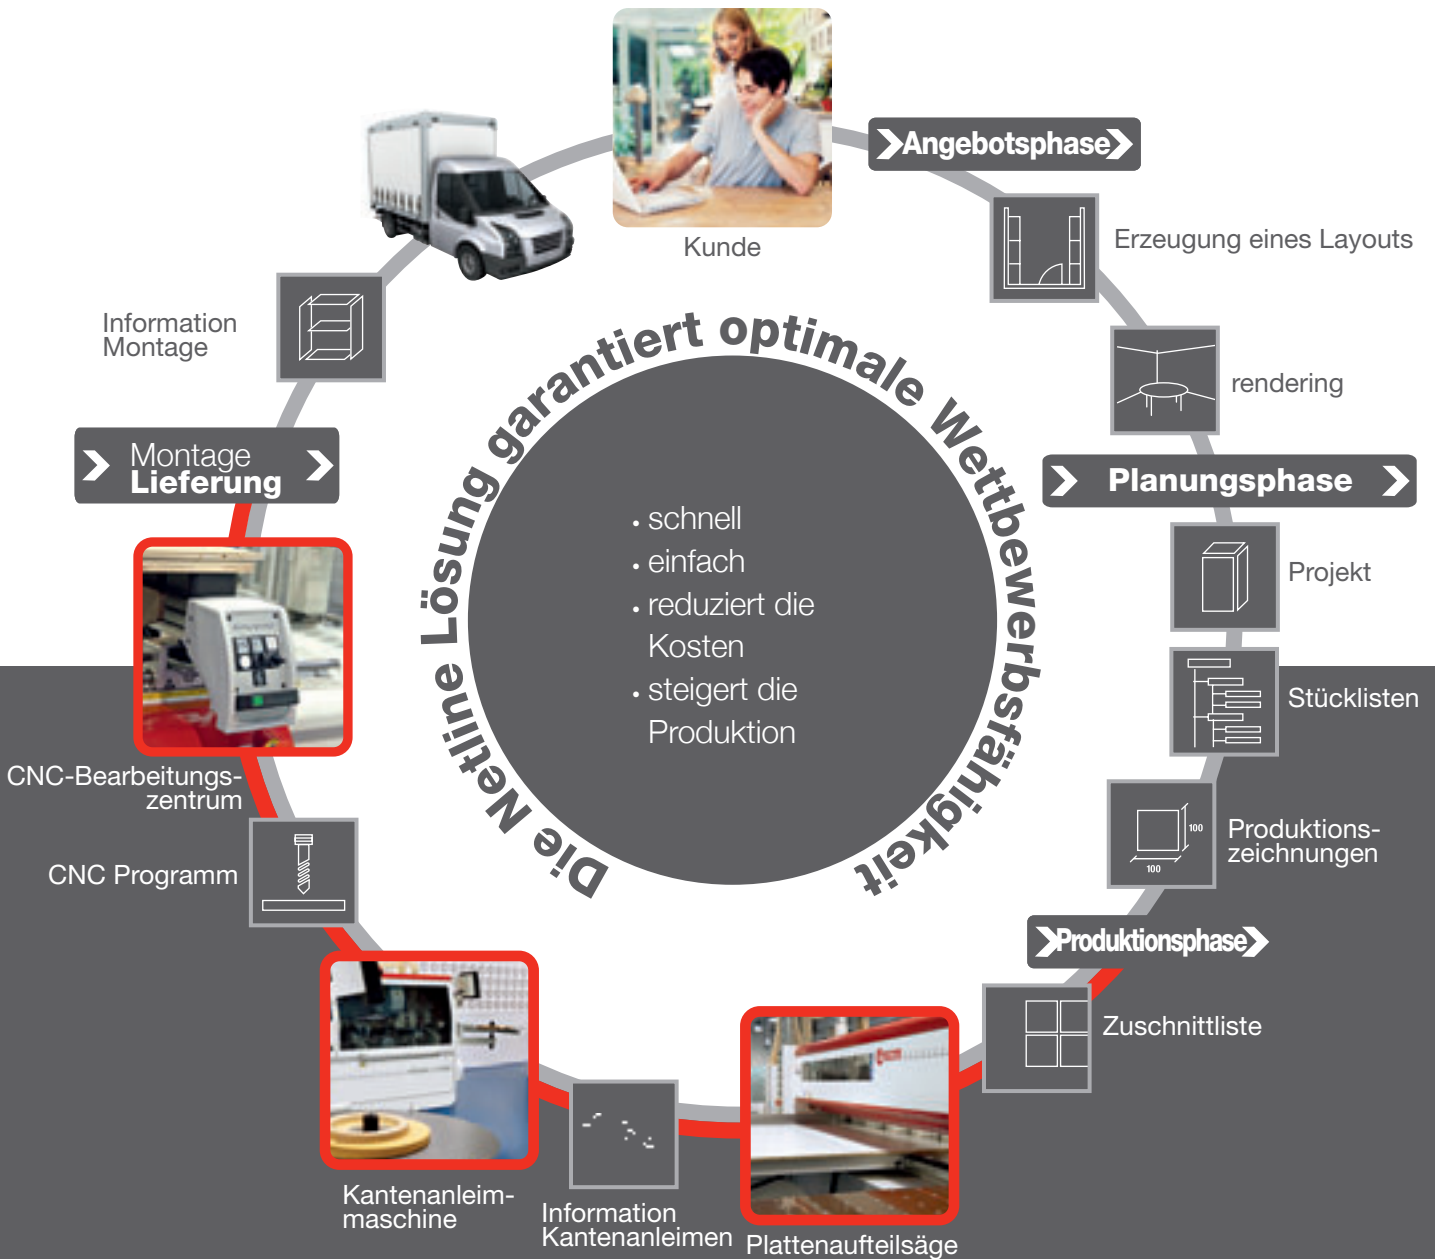 Kunde
Angebotsphase
Erzeugung eines Layouts
rendering
Planungsphase
Projekt
Stücklisten
100
100
Produktions-
zeichnungen
Produktionsphase
Zuschnittliste
Plattenaufteilsäge
Information
Kantenanleimen
Kantenanleim-
maschine
CNC Programm
CNC-Bearbeitungs-
zentrum
Montage
Lieferung
Information
Montage
Die Netline Lösung garantiert optimale Wettbewerbsfähigkeit
• schnell
• einfach
• reduziert die
Kosten
• steigert die
Produktion